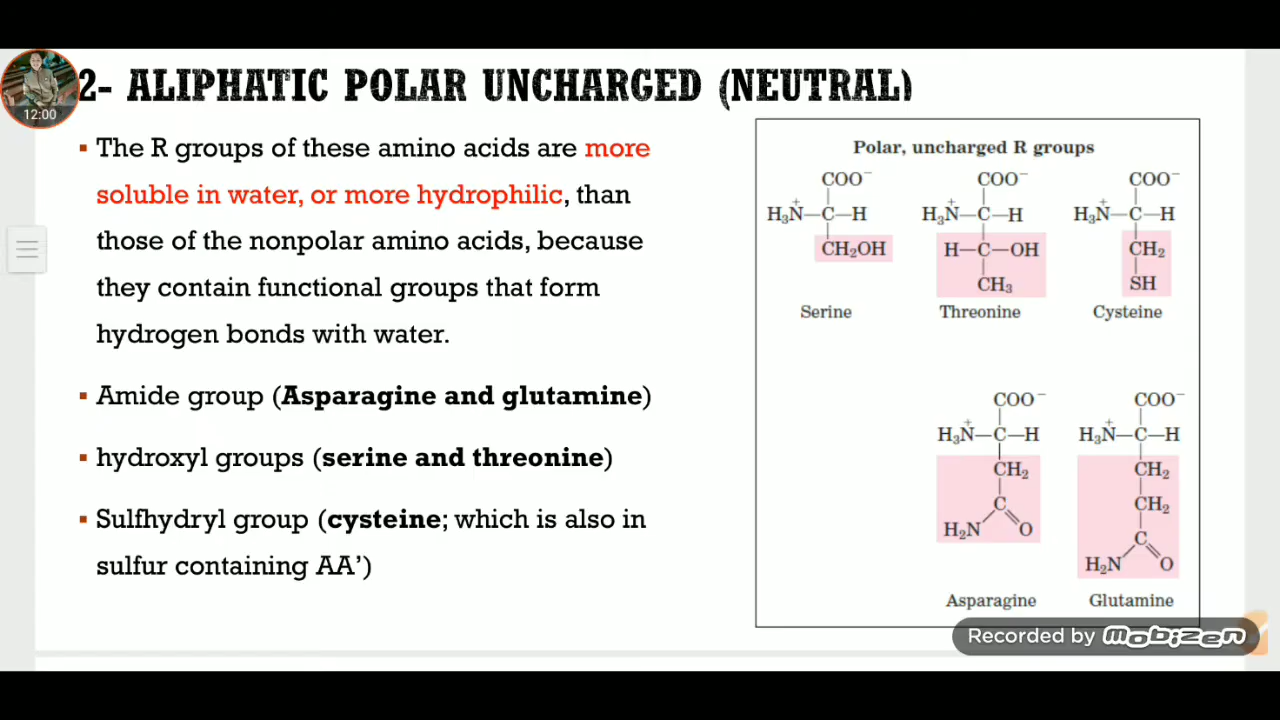 2- ALIPHATIC POLAR UNCHARGED (NEUTRAL)
12:00
▪ The R groups of these amino acids are more
soluble in water, or more hydrophilic, than
those of the nonpolar amino acids, because
they contain functional groups that form
hydrogen bonds with water.
▪ Amide group (Asparagine and glutamine)
▪ hydroxyl groups (serine and threonine)
▪ Sulfhydryl group (cysteine; which is also in
sulfur containing AA’)
Polar, uncharged R groups
COO⁻ COO⁻ COO⁻
H₃N⁺–C–H H₃N⁺–C–H H₃N⁺–C–H
CH₂OH H–C–OH CH₂
CH₃ SH
Serine Threonine Cysteine
COO⁻ COO⁻
H₃N⁺–C–H H₃N⁺–C–H
CH₂ CH₂
C CH₂
H₂N O C
H₂N O
Asparagine Glutamine
Recorded by mobizen